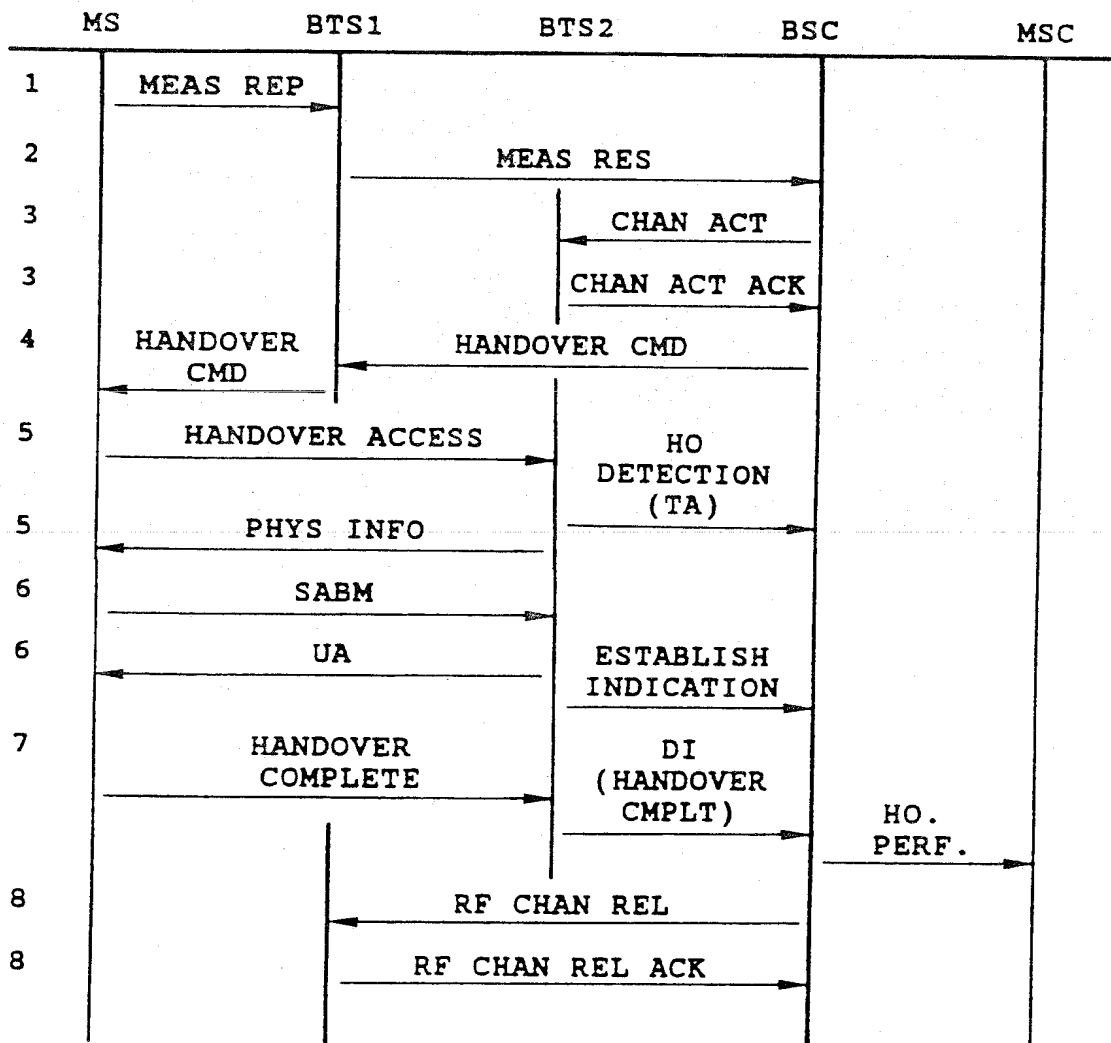 MS BTS1 BTS2 BSC MSC
1 MEAS REP
2 MEAS RES
3 CHAN ACT
3 CHAN ACT ACK
4 HANDOVER CMD HANDOVER CMD
5 HANDOVER ACCESS HO DETECTION (TA)
5 PHYS INFO
6 SABM
6 UA ESTABLISH INDICATION
7 HANDOVER COMPLETE DI (HANDOVER CMPLT)
HO. PERF.
8 RF CHAN REL
8 RF CHAN REL ACK